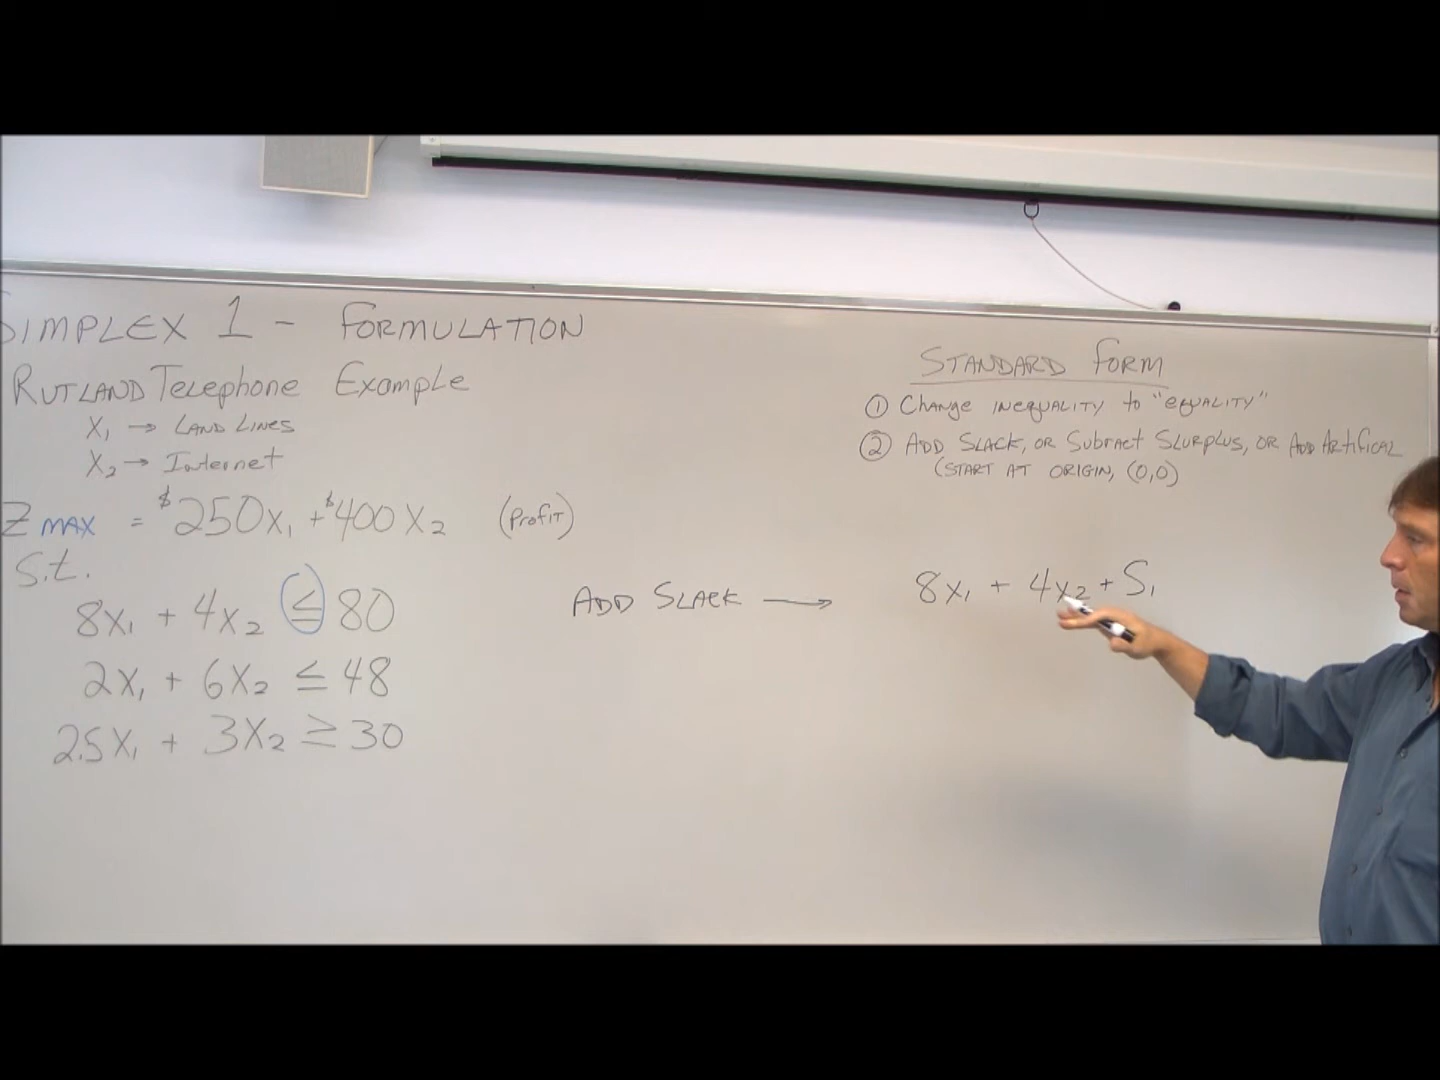 SIMPLEX 1 - FORMULATION
RUTLAND Telephone Example
X₁ → LAND LINES
X₂ → Internet
Z MAX = $250X₁ + $400X₂ (Profit)
S.t.
8X₁ + 4X₂ ≤ 80
2X₁ + 6X₂ ≤ 48
2.5X₁ + 3X₂ ≥ 30
ADD SLACK →
STANDARD FORM
① Change inequality to "equality"
② ADD SLACK, OR Subract SLURPLUS, OR ADD Artifical
(START AT ORIGIN, (0,0)
8X₁ + 4X₂ + S₁